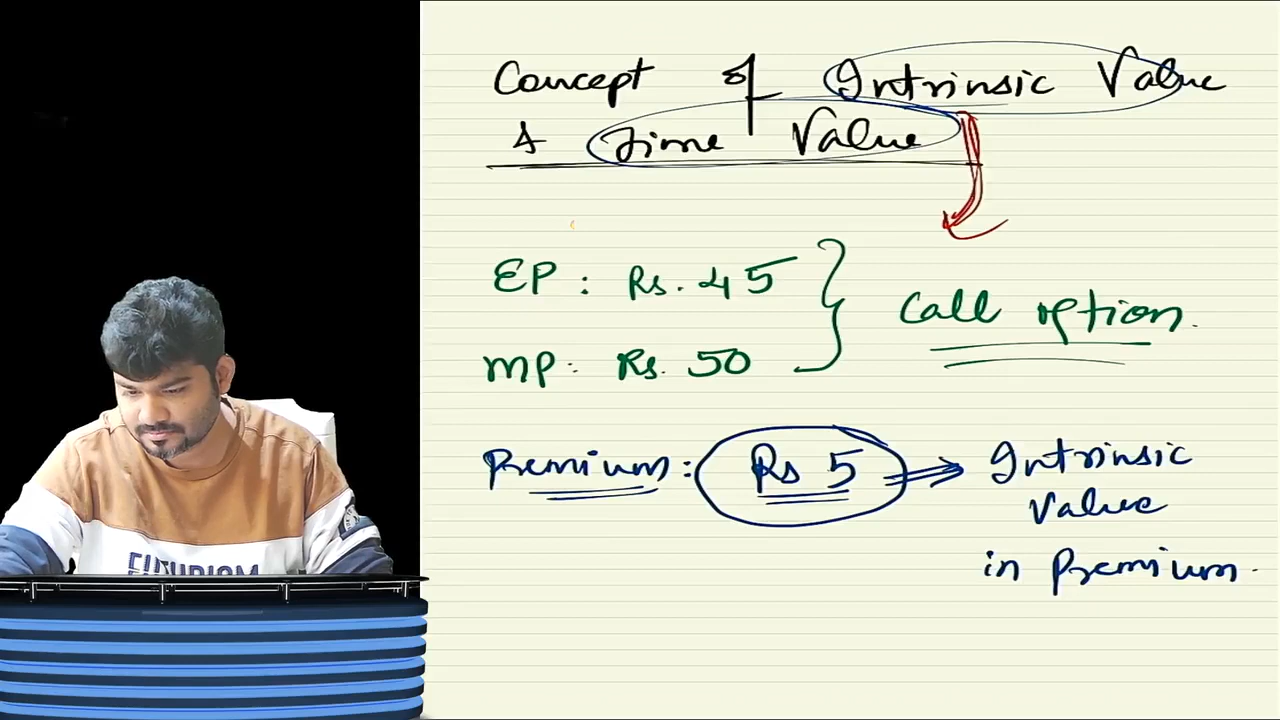 Concept of Intrinsic Value
& Time Value
EP : Rs. 45
MP : Rs. 50
Call option.
Premium : Rs 5 ⇒ Intrinsic
Value
in Premium.
FUTURISM